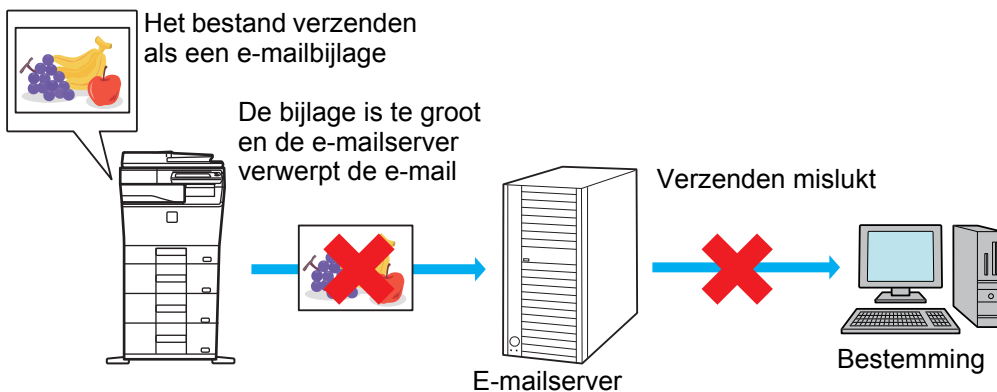 Het bestand verzenden
als een e-mailbijlage
De bijlage is te groot
en de e-mailserver
verwerpt de e-mail
Verzenden mislukt
E-mailserver
Bestemming